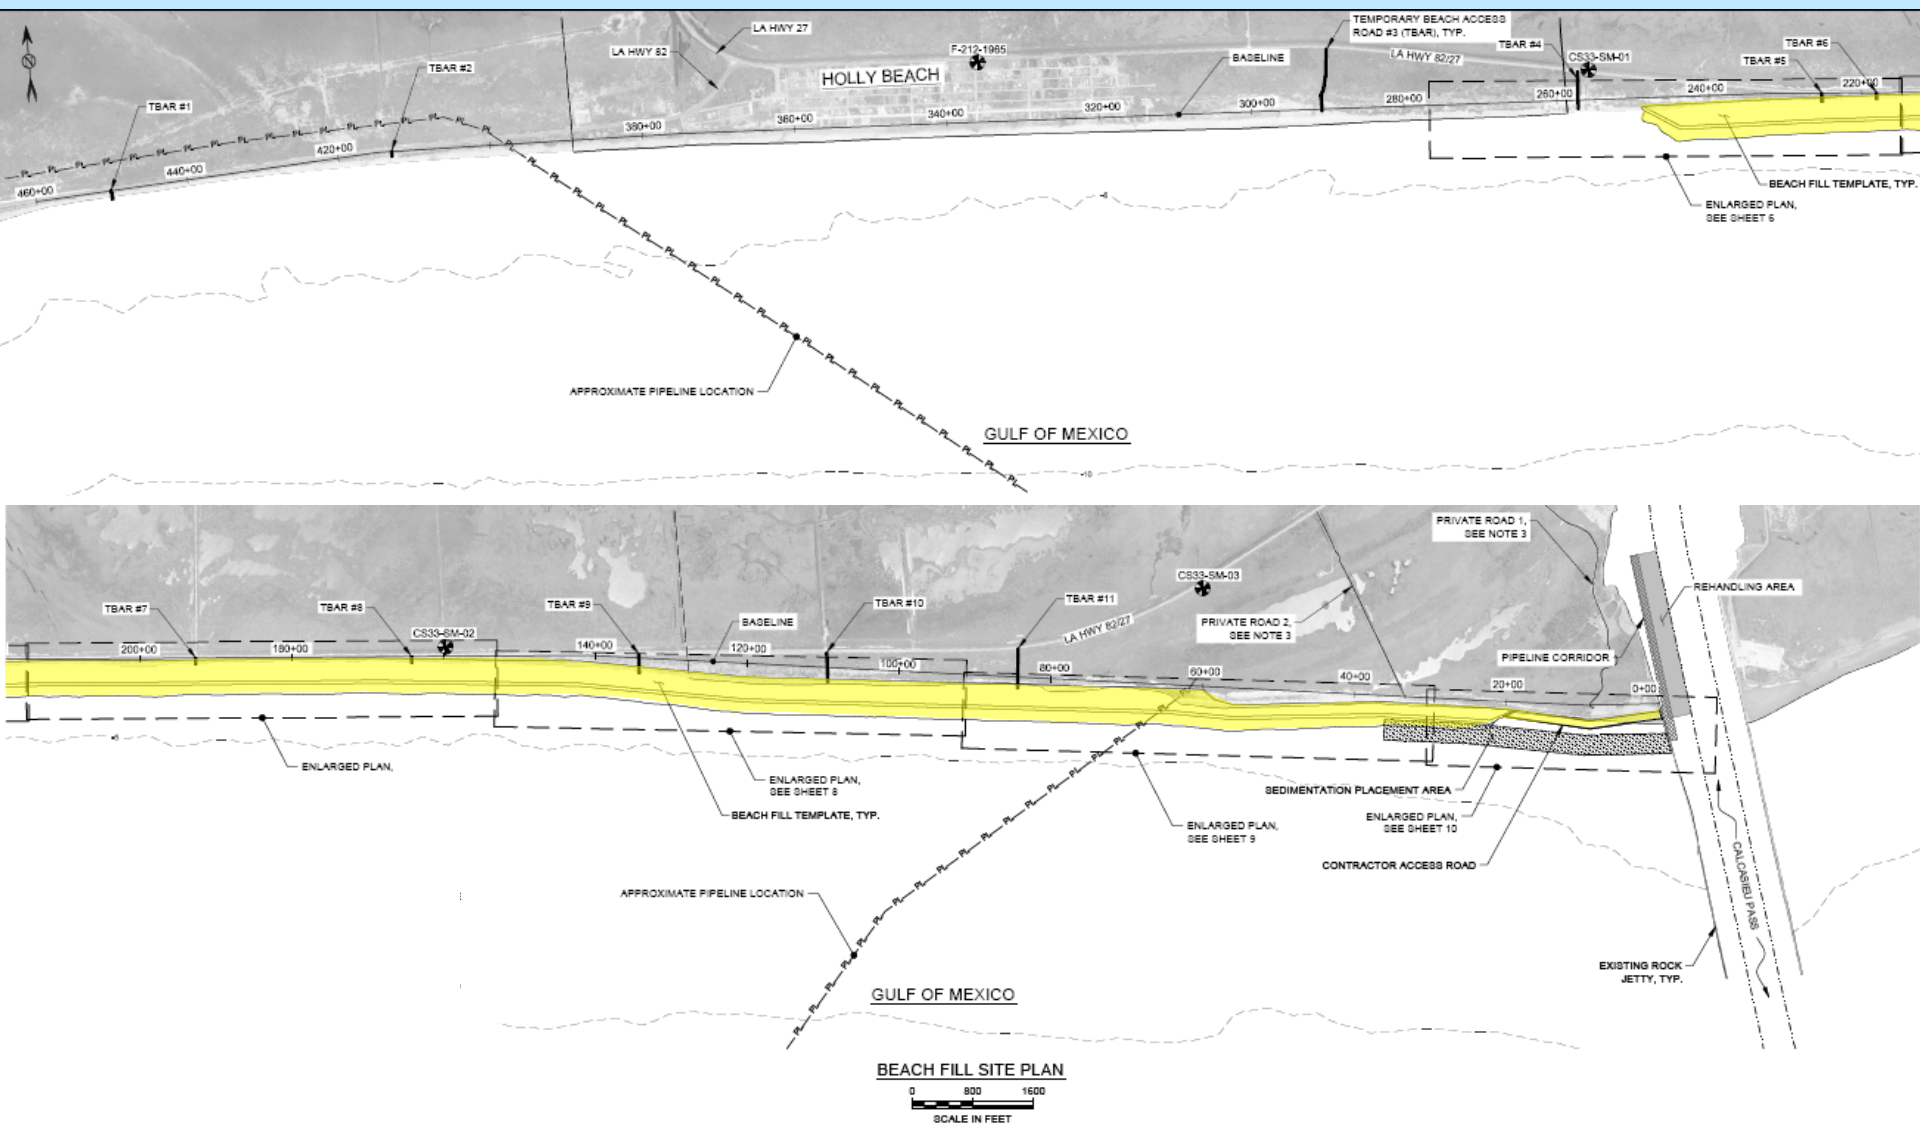 LA HWY 27
LA HWY 82
F-212-1965
HOLLY BEACH
BASELINE
TEMPORARY BEACH ACCESS
ROAD #3 (TBAR), TYP.
TBAR #4
LA HWY 82/27
CS33-SM-01
TBAR #6
TBAR #5
N
TBAR #1
TBAR #2
460+00
440+00
420+00
380+00
360+00
340+00
320+00
300+00
280+00
260+00
240+00
220+00
PL
BEACH FILL TEMPLATE, TYP.
ENLARGED PLAN,
SEE SHEET 6
APPROXIMATE PIPELINE LOCATION
GULF OF MEXICO
-10
PRIVATE ROAD 1,
SEE NOTE 3
REHANDLING AREA
TBAR #7
TBAR #8
CS33-SM-02
TBAR #9
BASELINE
TBAR #10
TBAR #11
LA HWY 82/27
CS33-SM-03
PRIVATE ROAD 2,
SEE NOTE 3
PIPELINE CORRIDOR
200+00
180+00
140+00
120+00
100+00
80+00
60+00
40+00
20+00
0+00
ENLARGED PLAN,
ENLARGED PLAN,
SEE SHEET 8
BEACH FILL TEMPLATE, TYP.
SEDIMENTATION PLACEMENT AREA
ENLARGED PLAN,
SEE SHEET 9
ENLARGED PLAN,
SEE SHEET 10
CONTRACTOR ACCESS ROAD
CALCASIEU PASS
APPROXIMATE PIPELINE LOCATION
PL
EXISTING ROCK
JETTY, TYP.
GULF OF MEXICO
BEACH FILL SITE PLAN
0 800 1600
SCALE IN FEET